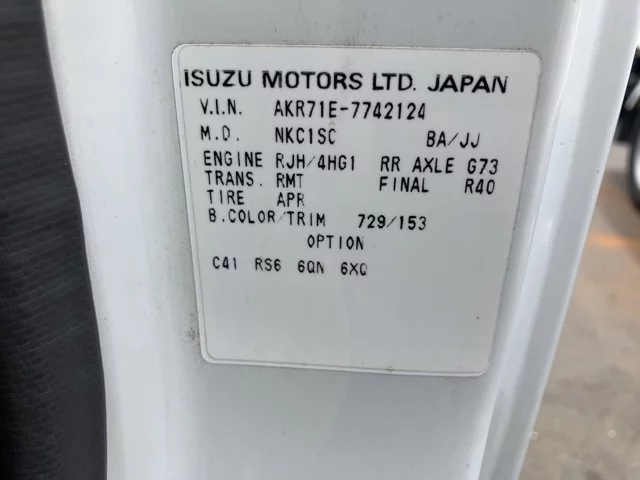 ISUZU MOTORS LTD. JAPAN
V.I.N. AKR71E-7742124
M.D. NKC1SC BA/JJ
ENGINE RJH/4HG1 RR AXLE G73
TRANS. RMT FINAL R40
TIRE APR
B.COLOR/TRIM 729/153
OPTION
C41 RS6 6QN 6XQ